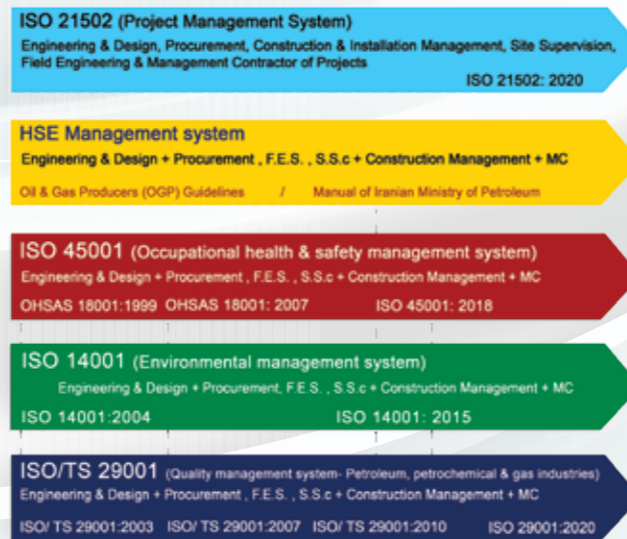 ISO 21502 (Project Management System)
Engineering & Design, Procurement, Construction & Installation Management, Site Supervision,
Field Engineering & Management Contractor of Projects
ISO 21502: 2020
HSE Management system
Engineering & Design + Procurement , F.E.S. , S.S.c + Construction Management + MC
Oil & Gas Producers (OGP) Guidelines / Manual of Iranian Ministry of Petroleum
ISO 45001 (Occupational health & safety management system)
Engineering & Design + Procurement , F.E.S. , S.S.c + Construction Management + MC
OHSAS 18001:1999 OHSAS 18001: 2007 ISO 45001: 2018
ISO 14001 (Environmental management system)
Engineering & Design + Procurement, F.E.S. , S.S.c + Construction Management + MC
ISO 14001:2004 ISO 14001: 2015
ISO/TS 29001 (Quality management system- Petroleum, petrochemical & gas industries)
Engineering & Design + Procurement , F.E.S. , S.S.c + Construction Management + MC
ISO/ TS 29001:2003 ISO/ TS 29001:2007 ISO/ TS 29001:2010 ISO 29001:2020